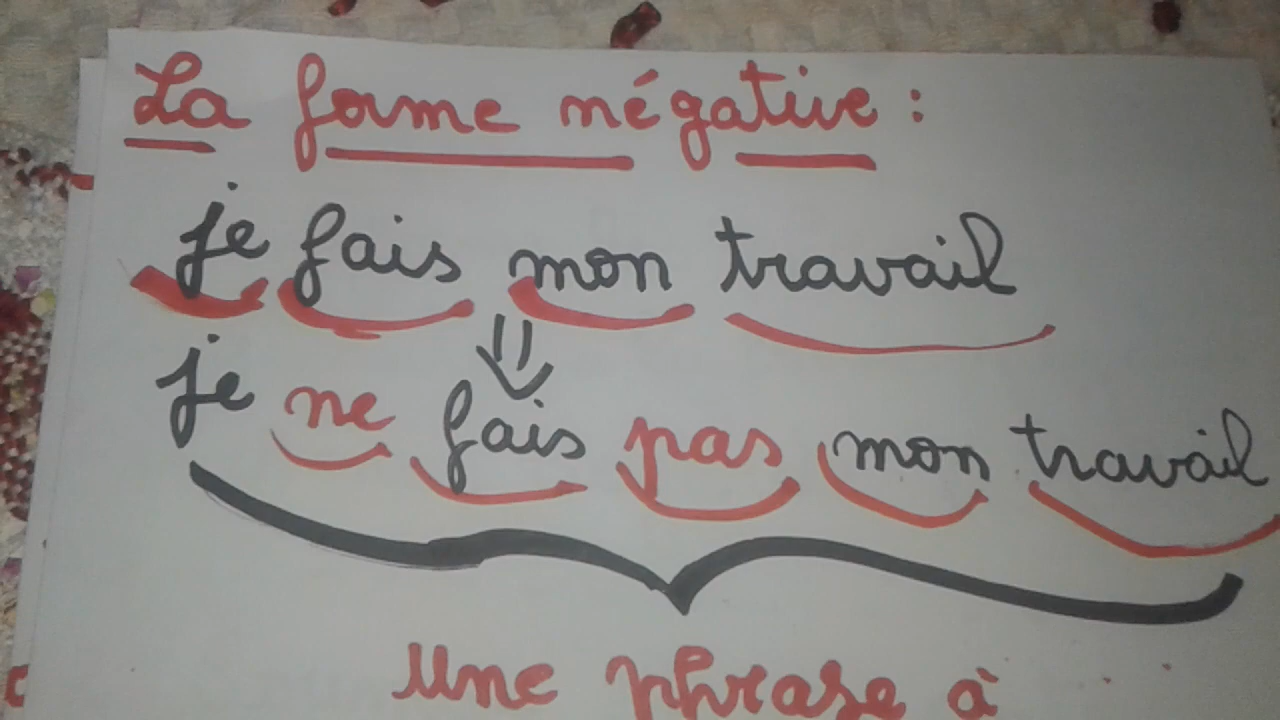 La forme négative :
je fais mon travail
je ne fais pas mon travail
Une phrase à